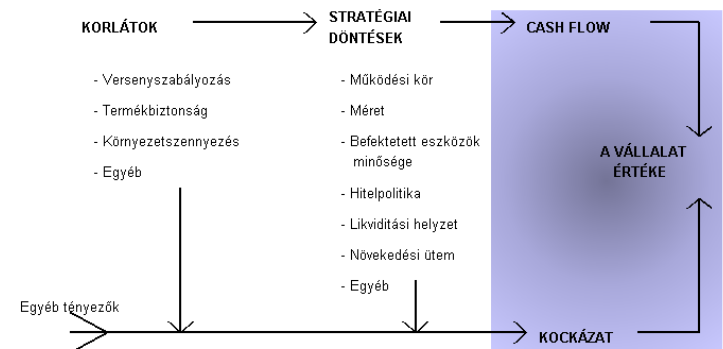 KORLÁTOK
- Versenyszabályozás
- Termékbiztonság
- Környezetszennyezés
- Egyéb
STRATÉGIAI
DÖNTÉSEK
- Működési kör
- Méret
- Befektetett eszközök
minősége
- Hitelpolitika
- Likviditási helyzet
- Növekedési ütem
- Egyéb
CASH FLOW
A VÁLLALAT
ÉRTÉKE
Egyéb tényezők
KOCKÁZAT